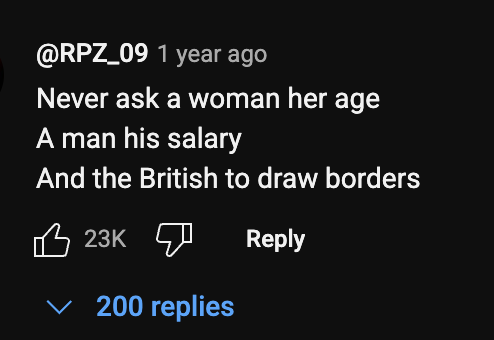 @RPZ_09 1 year ago
Never ask a woman her age
A man his salary
And the British to draw borders
23K Reply
200 replies